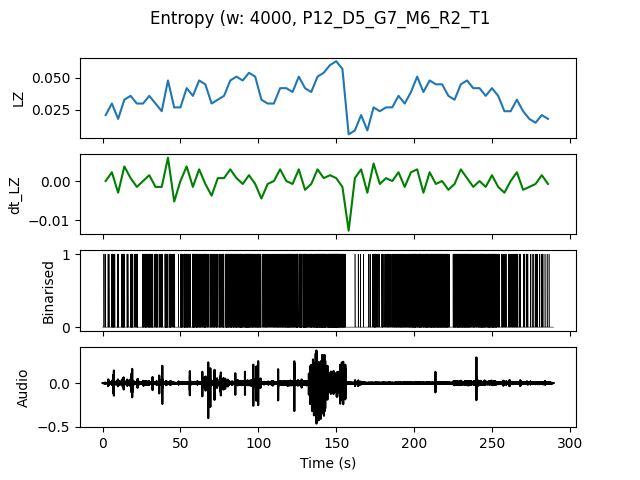 Entropy (w: 4000, P12_D5_G7_M6_R2_T1
LZ
0.050
0.025
dt_LZ
0.00
−0.01
Binarised
1
0
Audio
0.0
−0.5
0 50 100 150 200 250 300
Time (s)